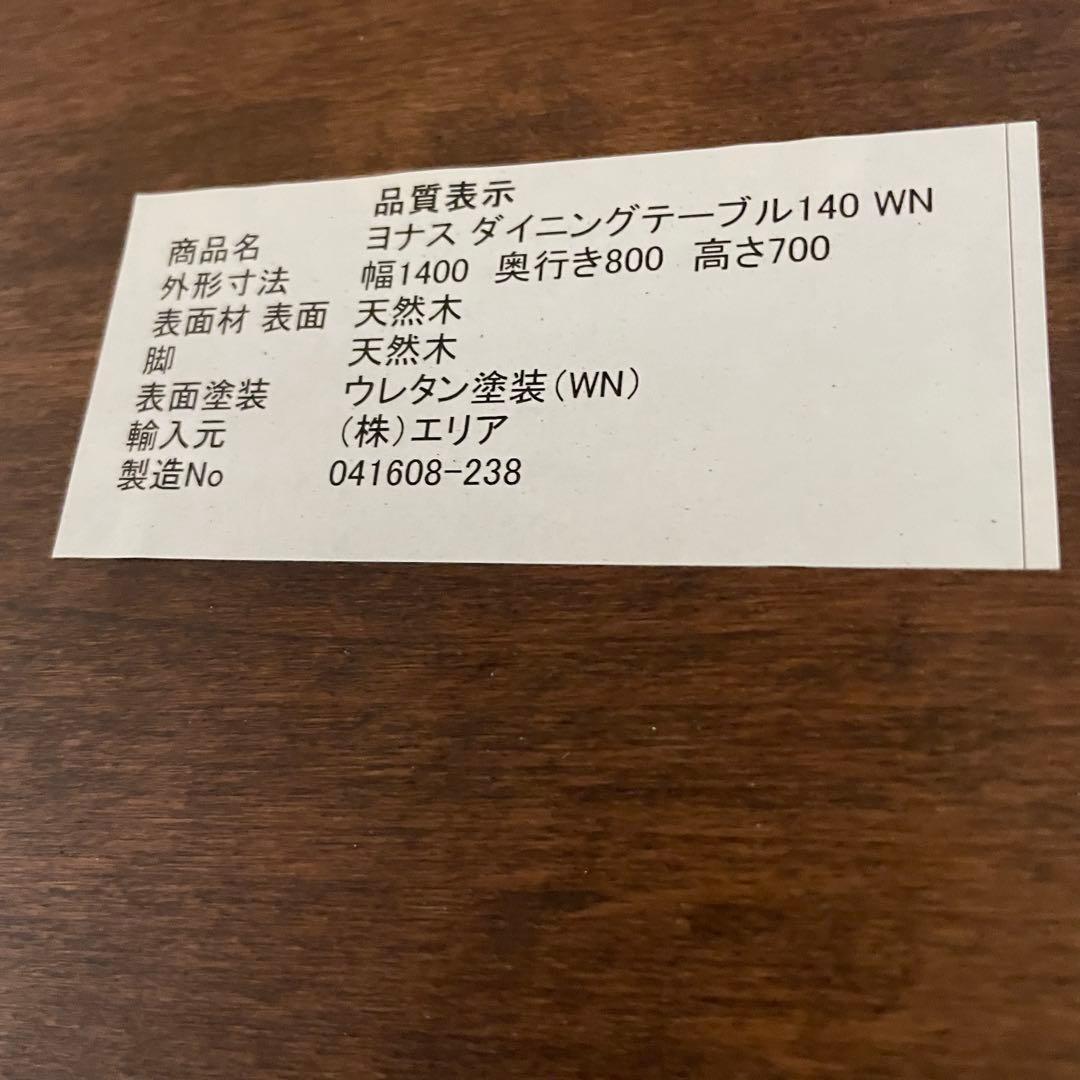 品質表示
商品名 ヨナス ダイニングテーブル140 WN
外形寸法 幅1400 奥行き800 高さ700
表面材 表面 天然木
脚 天然木
表面塗装 ウレタン塗装(WN)
輸入元 (株)エリア
製造No 041608-238